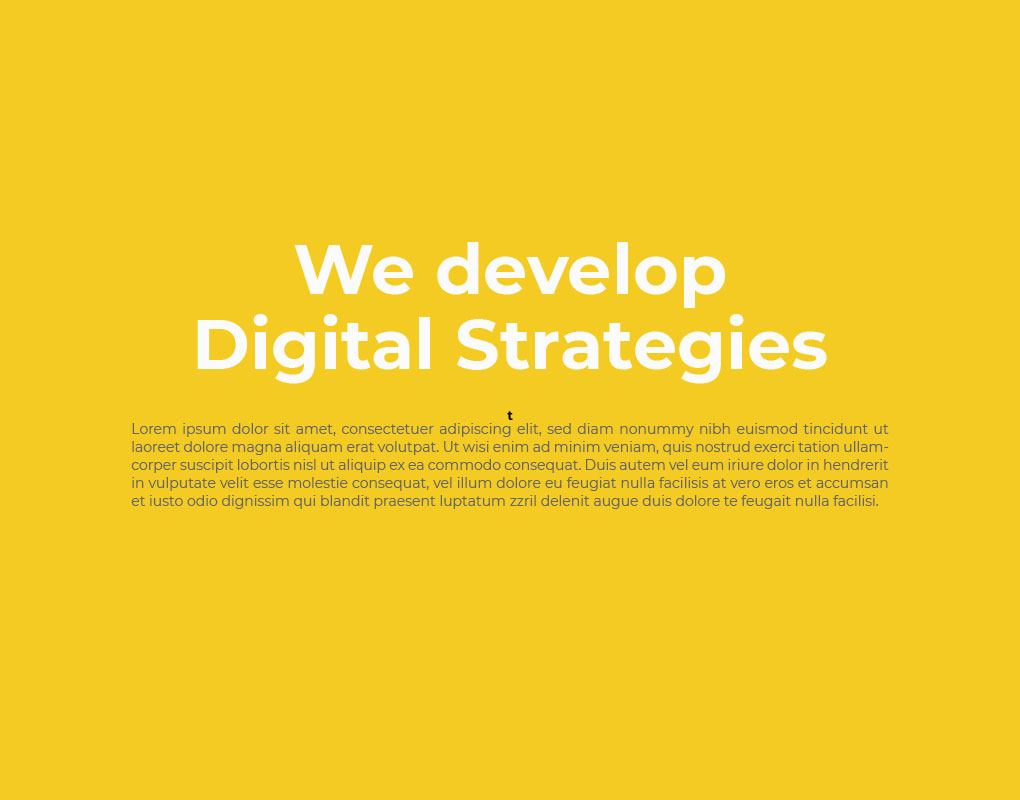 We develop
Digital Strategies
t
Lorem ipsum dolor sit amet, consectetuer adipiscing elit, sed diam nonummy nibh euismod tincidunt ut
laoreet dolore magna aliquam erat volutpat. Ut wisi enim ad minim veniam, quis nostrud exerci tation ullam-
corper suscipit lobortis nisl ut aliquip ex ea commodo consequat. Duis autem vel eum iriure dolor in hendrerit
in vulputate velit esse molestie consequat, vel illum dolore eu feugiat nulla facilisis at vero eros et accumsan
et iusto odio dignissim qui blandit praesent luptatum zzril delenit augue duis dolore te feugait nulla facilisi.